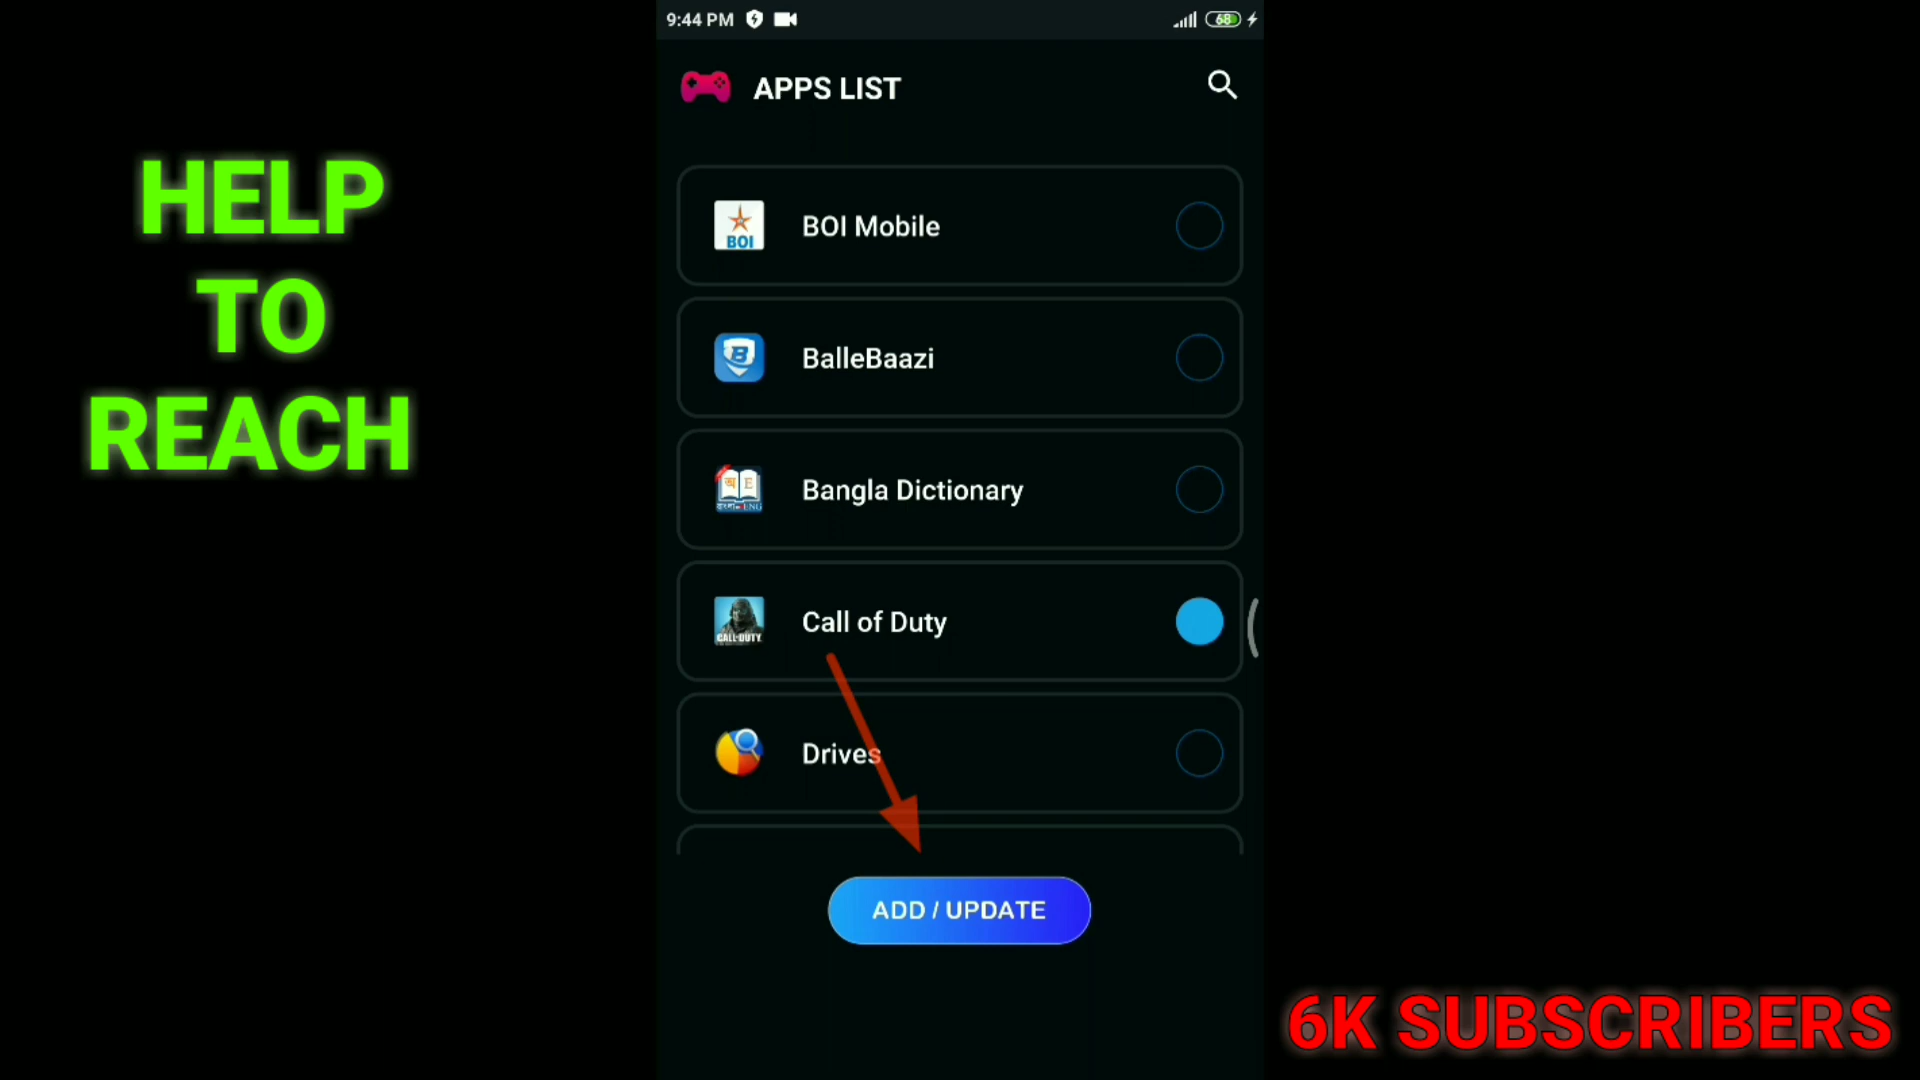 9:44 PM
68
APPS LIST
HELP
TO
REACH
BOI
BOI Mobile
B
BalleBaazi
অ E
Bangla Dictionary
CALL OF DUTY
Call of Duty
Drives
ADD / UPDATE
6K SUBSCRIBERS